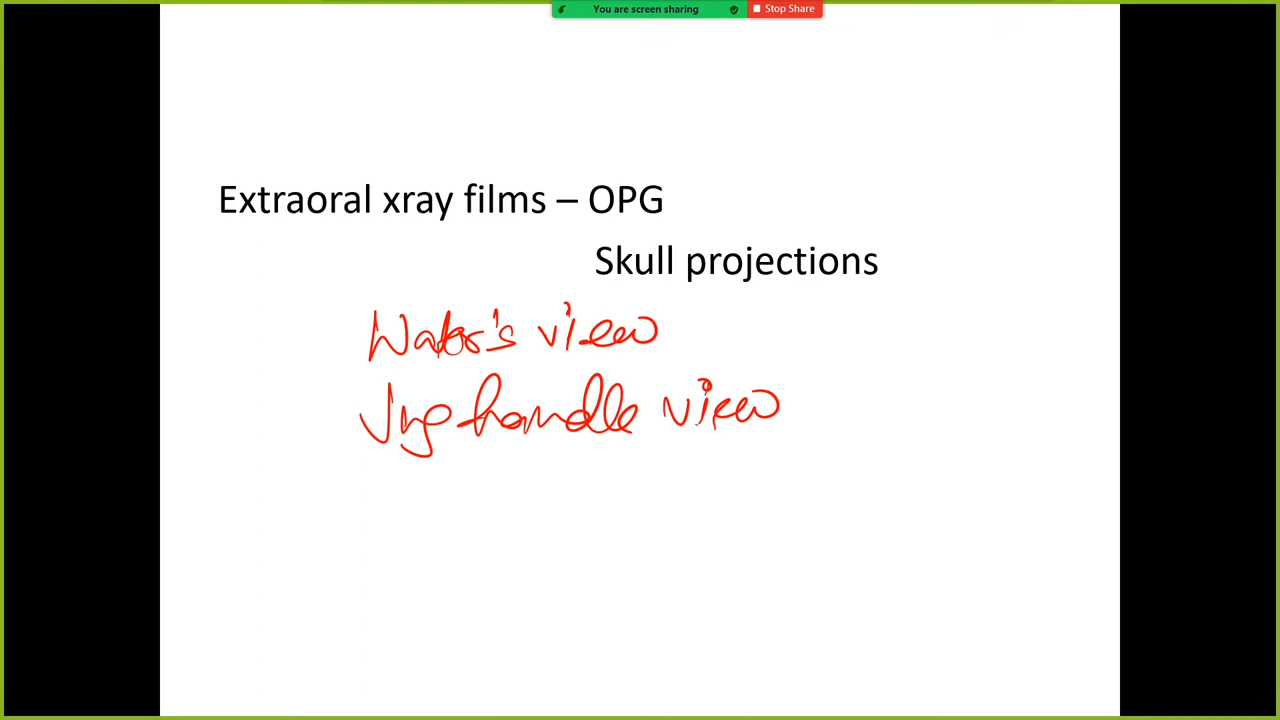 You are screen sharing Stop Share
Extraoral xray films – OPG
Skull projections
Water's view
Jug handle view